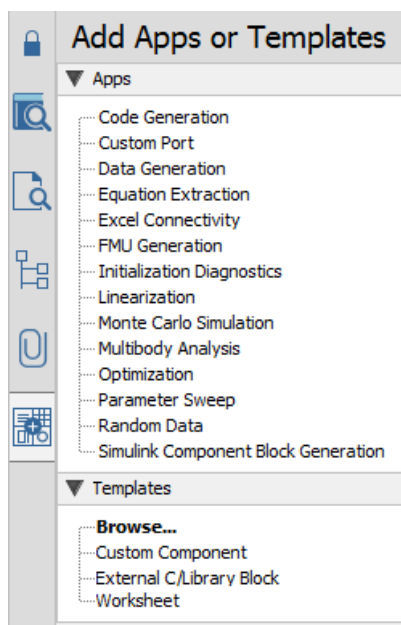 Add Apps or Templates
Apps
Code Generation
Custom Port
Data Generation
Equation Extraction
Excel Connectivity
FMU Generation
Initialization Diagnostics
Linearization
Monte Carlo Simulation
Multibody Analysis
Optimization
Parameter Sweep
Random Data
Simulink Component Block Generation
Templates
Browse...
Custom Component
External C/Library Block
Worksheet